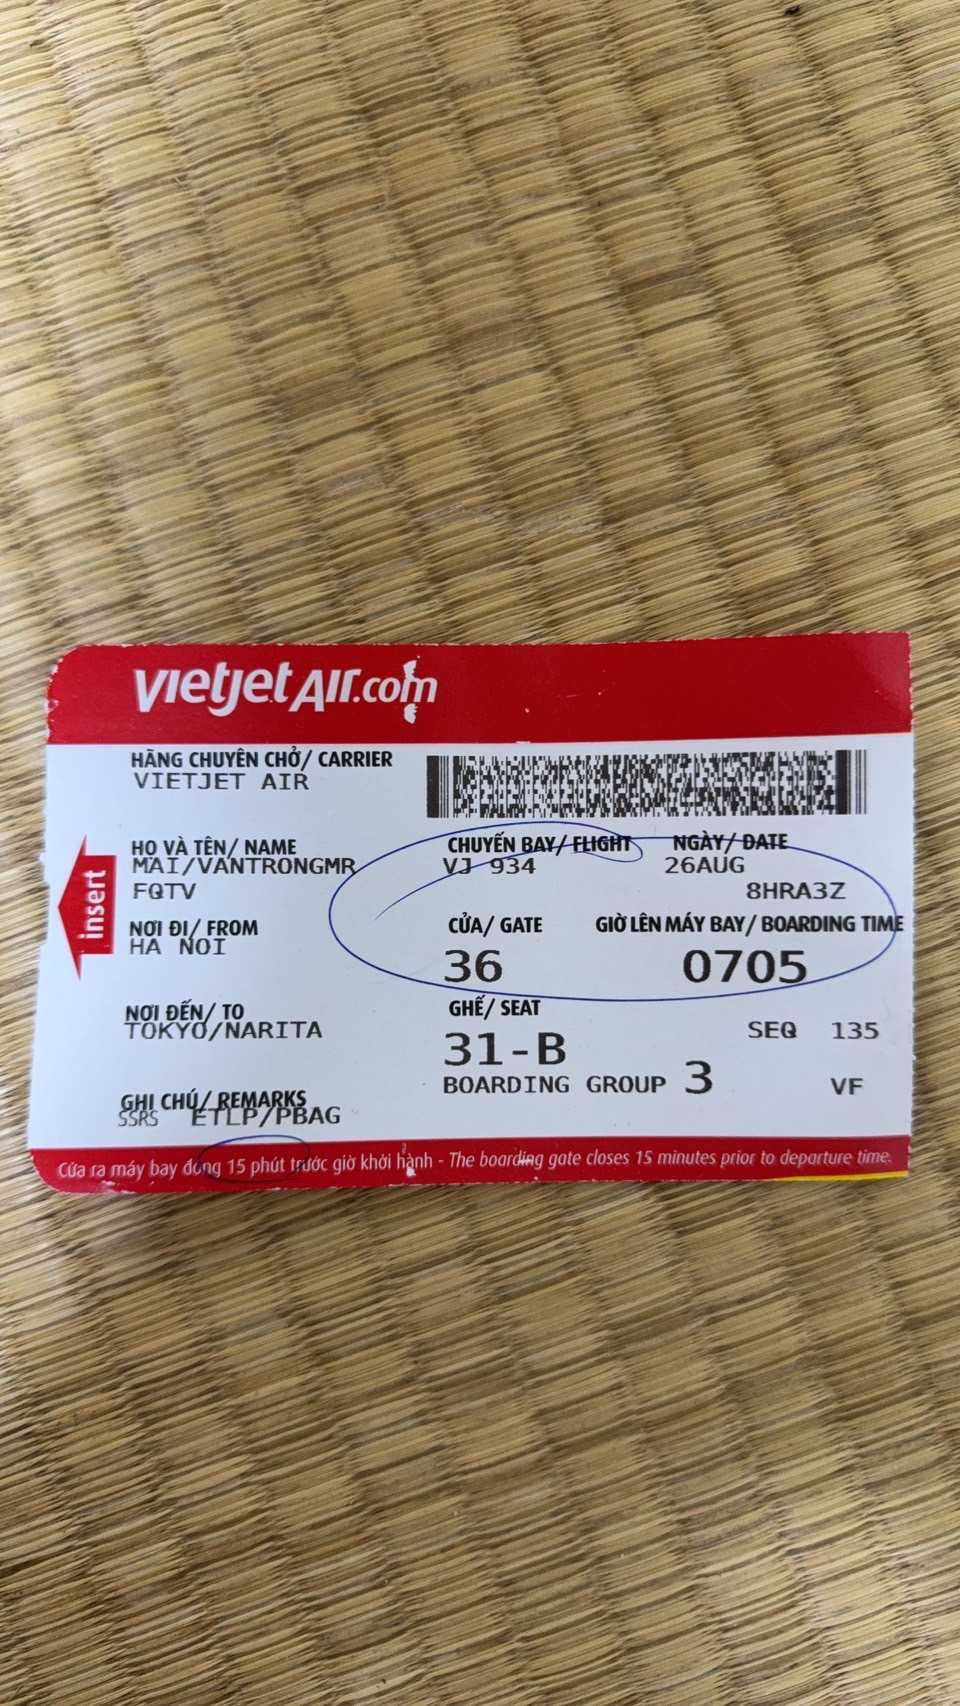 vietjetAir.com
HÃNG CHUYÊN CHỞ/ CARRIER
VIETJET AIR
HỌ VÀ TÊN/ NAME
MAI/VANTRONGMR
FQTV
CHUYẾN BAY/ FLIGHT
VJ 934
NGÀY/ DATE
26AUG
8HRA3Z
insert
NƠI ĐI/ FROM
HA NOI
CỬA/ GATE
36
GIỜ LÊN MÁY BAY/ BOARDING TIME
0705
NƠI ĐẾN/ TO
TOKYO/NARITA
GHẾ/ SEAT
31-B
SEQ 135
BOARDING GROUP 3
VF
GHI CHÚ/ REMARKS
SSRS ETLP/PBAG
Cửa ra máy bay đóng 15 phút trước giờ khởi hành - The boarding gate closes 15 minutes prior to departure time.